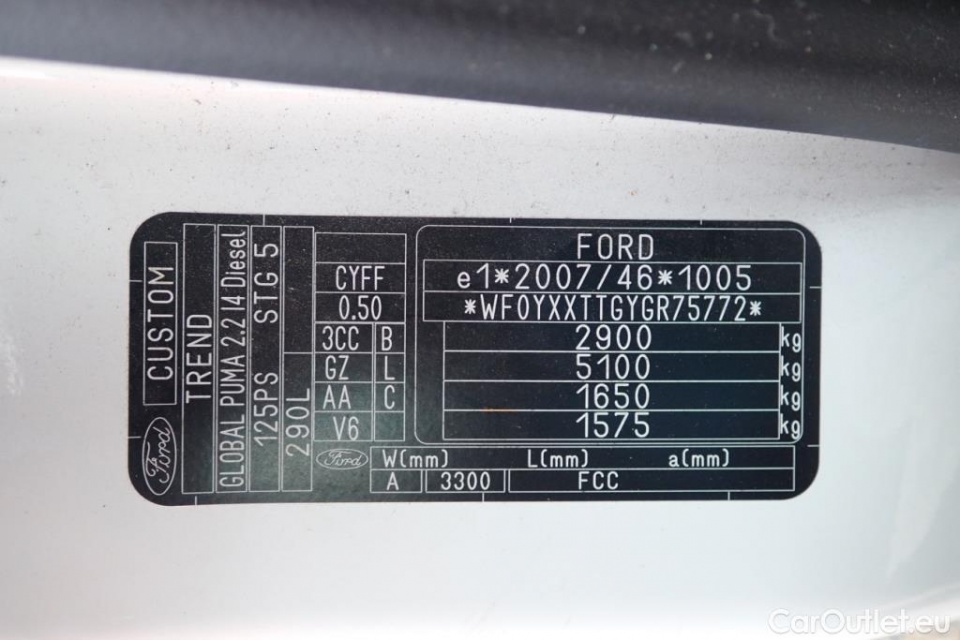 CUSTOM
Ford
TREND
GLOBAL PUMA 2.2 I4 Diesel
125PS STG 5
290L
CYFF
0.50
3CC B
GZ L
AA C
V6
FORD
e1*2007/46*1005
*WF0YXXTTGYGR75772*
2900 kg
5100 kg
1650 kg
1575 kg
Ford W(mm) L(mm) a(mm)
A 3300 FCC
CarOutlet.eu